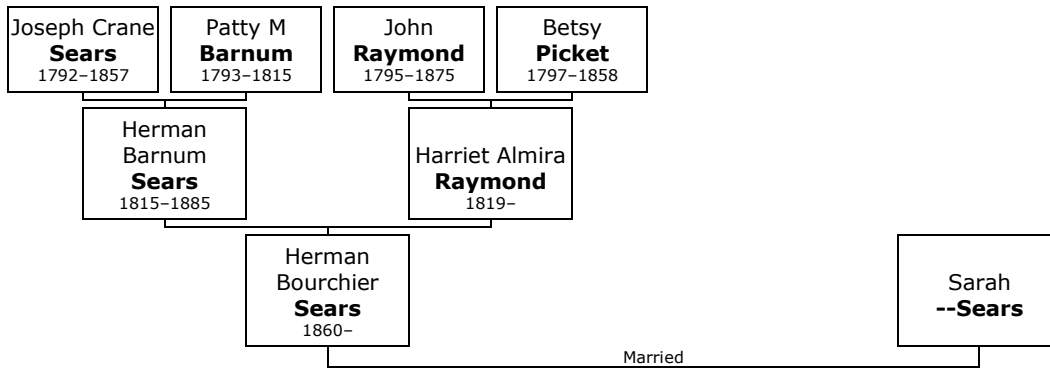 Joseph Crane
Sears
1792–1857
Patty M
Barnum
1793–1815
John
Raymond
1795–1875
Betsy
Picket
1797–1858
Herman
Barnum
Sears
1815–1885
Harriet Almira
Raymond
1819–
Herman
Bourchier
Sears
1860–
Sarah
--Sears
Married